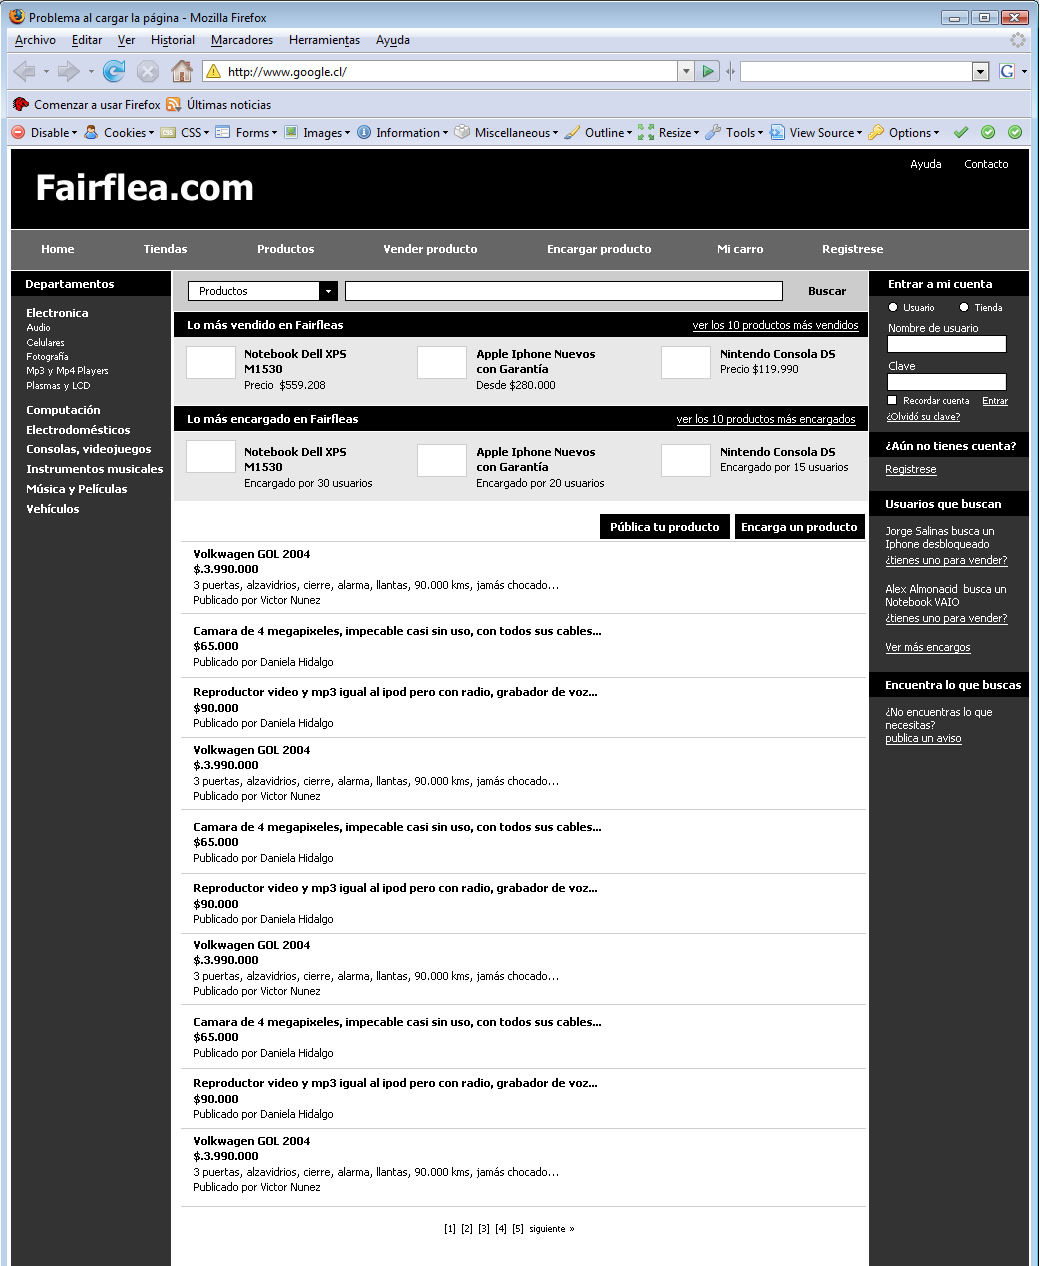 Problema al cargar la página - Mozilla Firefox
Archivo Editar Ver Historial Marcadores Herramientas Ayuda
http://www.google.cl/
G
Comenzar a usar Firefox Últimas noticias
Disable Cookies CSS Forms Images Information Miscellaneous Outline Resize Tools View Source Options
Ayuda Contacto
Fairflea.com
Home Tiendas Productos Vender producto Encargar producto Mi carro Registrese
Departamentos
Electronica
Audio
Celulares
Fotografía
Mp3 y Mp4 Players
Plasmas y LCD
Computación
Electrodomésticos
Consolas, videojuegos
Instrumentos musicales
Música y Películas
Vehículos
Productos Buscar
Lo más vendido en Fairfleas ver los 10 productos más vendidos
Notebook Dell XPS
M1530
Precio $559.208
Apple Iphone Nuevos
con Garantía
Desde $280.000
Nintendo Consola DS
Precio $119.990
Lo más encargado en Fairfleas ver los 10 productos más encargados
Notebook Dell XPS
M1530
Encargado por 30 usuarios
Apple Iphone Nuevos
con Garantía
Encargado por 20 usuarios
Nintendo Consola DS
Encargado por 15 usuarios
Pública tu producto Encarga un producto
Volkwagen GOL 2004
$.3.990.000
3 puertas, alzavidrios, cierre, alarma, llantas, 90.000 kms, jamás chocado...
Publicado por Victor Nunez
Camara de 4 megapixeles, impecable casi sin uso, con todos sus cables...
$65.000
Publicado por Daniela Hidalgo
Reproductor video y mp3 igual al ipod pero con radio, grabador de voz...
$90.000
Publicado por Daniela Hidalgo
Volkwagen GOL 2004
$.3.990.000
3 puertas, alzavidrios, cierre, alarma, llantas, 90.000 kms, jamás chocado...
Publicado por Victor Nunez
Camara de 4 megapixeles, impecable casi sin uso, con todos sus cables...
$65.000
Publicado por Daniela Hidalgo
Reproductor video y mp3 igual al ipod pero con radio, grabador de voz...
$90.000
Publicado por Daniela Hidalgo
Volkwagen GOL 2004
$.3.990.000
3 puertas, alzavidrios, cierre, alarma, llantas, 90.000 kms, jamás chocado...
Publicado por Victor Nunez
Camara de 4 megapixeles, impecable casi sin uso, con todos sus cables...
$65.000
Publicado por Daniela Hidalgo
Reproductor video y mp3 igual al ipod pero con radio, grabador de voz...
$90.000
Publicado por Daniela Hidalgo
Volkwagen GOL 2004
$.3.990.000
3 puertas, alzavidrios, cierre, alarma, llantas, 90.000 kms, jamás chocado...
Publicado por Victor Nunez
[1] [2] [3] [4] [5] siguiente »
Entrar a mi cuenta
Usuario Tienda
Nombre de usuario
Clave
Recordar cuenta Entrar
¿Olvidó su clave?
¿Aún no tienes cuenta?
Registrese
Usuarios que buscan
Jorge Salinas busca un
Iphone desbloqueado
¿tienes uno para vender?
Alex Almonacid busca un
Notebook VAIO
¿tienes uno para vender?
Ver más encargos
Encuentra lo que buscas
¿No encuentras lo que
necesitas?
publica un aviso